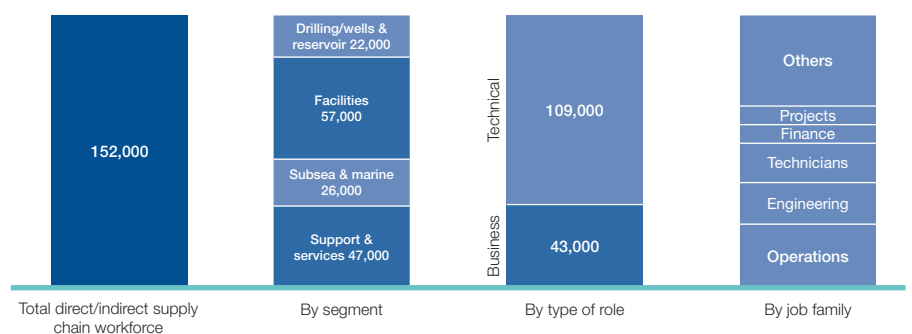 152,000
Total direct/indirect supply
chain workforce
Drilling/wells &
reservoir 22,000
Facilities
57,000
Subsea & marine
26,000
Support &
services 47,000
By segment
Technical
109,000
Business
43,000
By type of role
Others
Projects
Finance
Technicians
Engineering
Operations
By job family